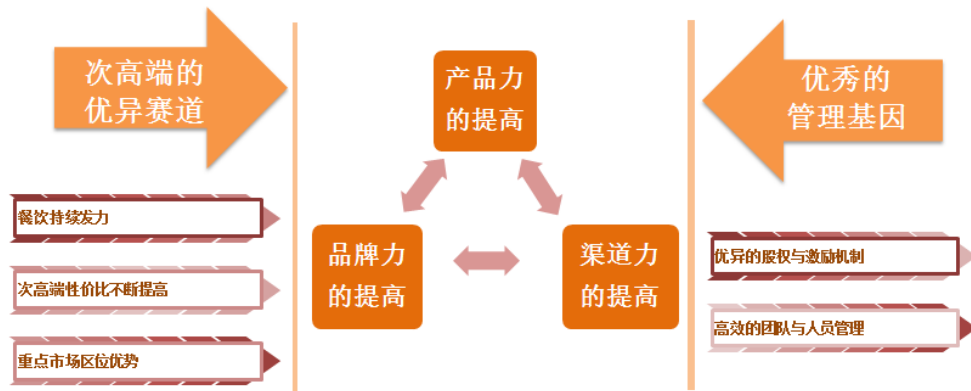 次高端的
优异赛道
餐饮持续发力
次高端性价比不断提高
重点市场区位优势
产品力
的提高
品牌力
的提高
渠道力
的提高
优秀的
管理基因
优异的股权与激励机制
高效的团队与人员管理